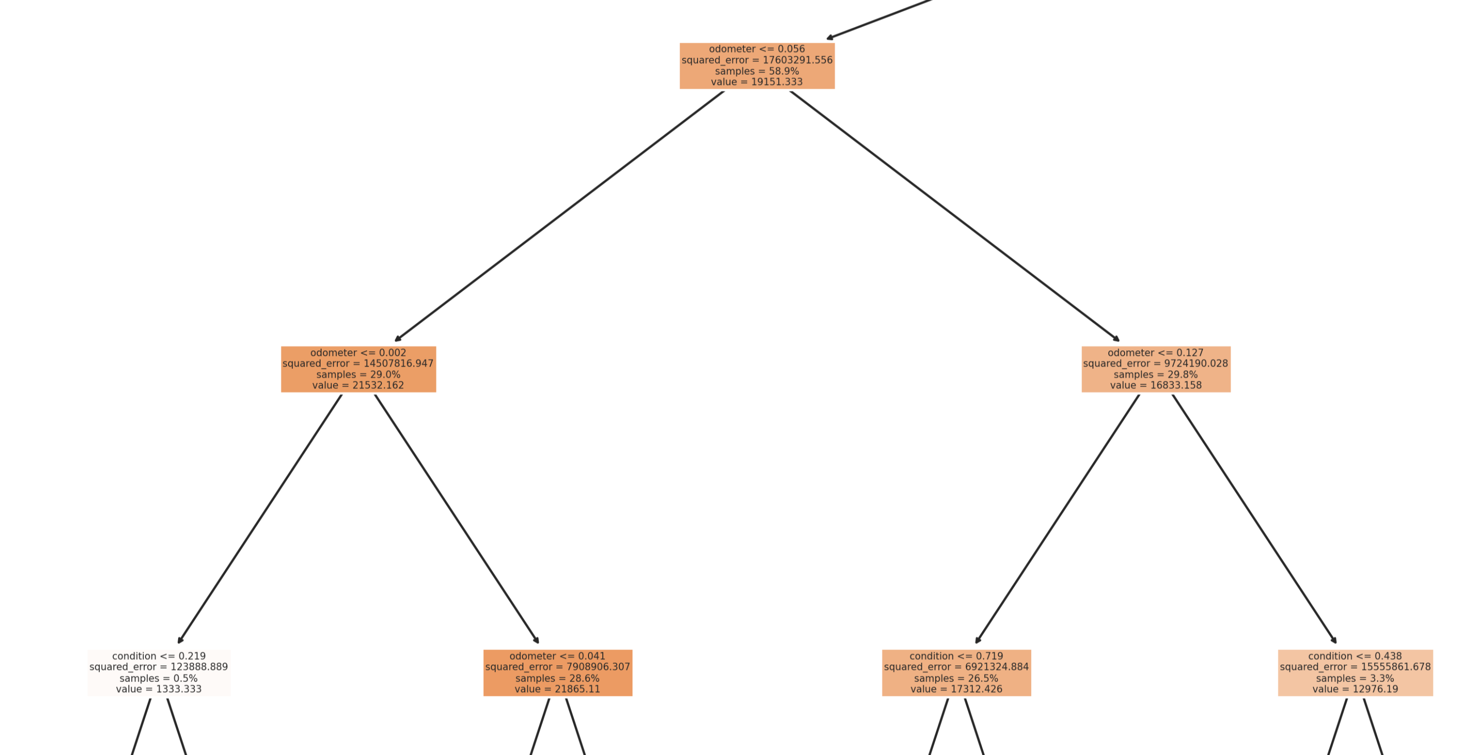 odometer <= 0.056
squared_error = 17603291.556
samples = 58.9%
value = 19151.333
odometer <= 0.002
squared_error = 14507816.947
samples = 29.0%
value = 21532.162
odometer <= 0.127
squared_error = 9724190.028
samples = 29.8%
value = 16833.158
condition <= 0.219
squared_error = 123888.889
samples = 0.5%
value = 1333.333
odometer <= 0.041
squared_error = 7908906.307
samples = 28.6%
value = 21865.11
condition <= 0.719
squared_error = 6921324.884
samples = 26.5%
value = 17312.426
condition <= 0.438
squared_error = 15555861.678
samples = 3.3%
value = 12976.19